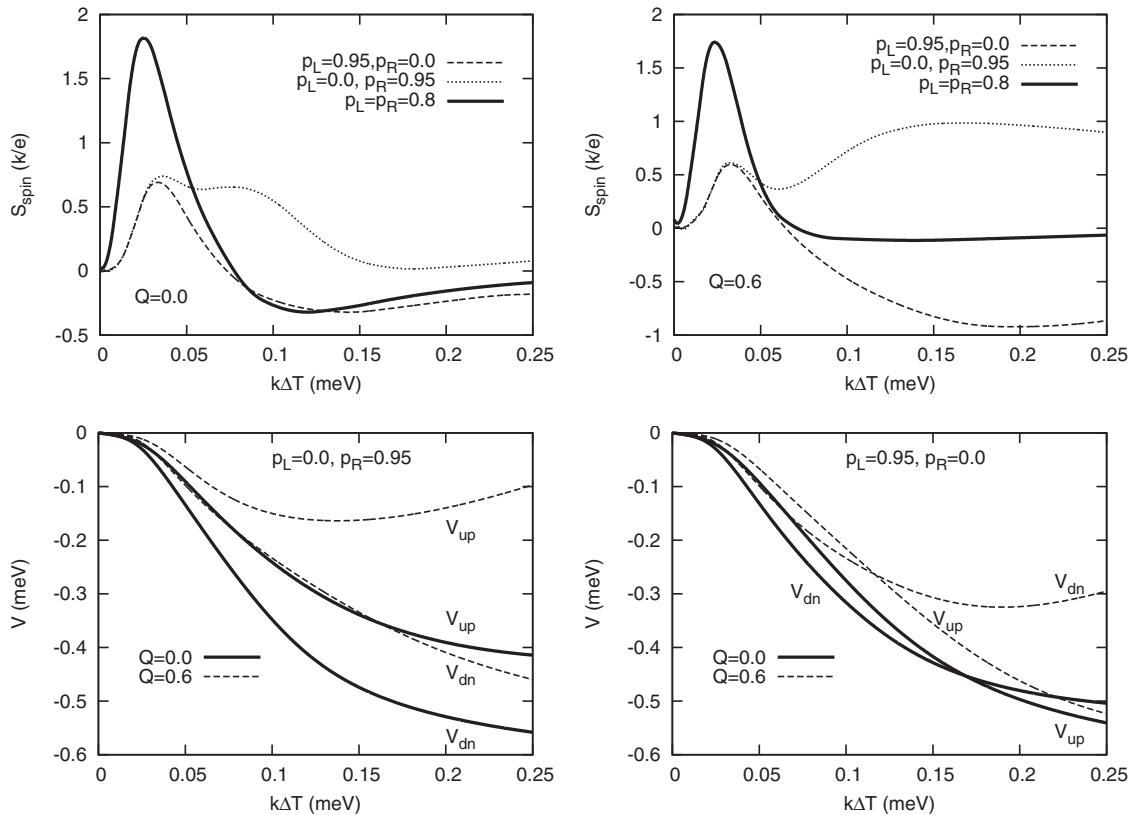 2
1.5
1
0.5
0
-0.5
S_spin (k/e)
p_L=0.95,p_R=0.0
p_L=0.0, p_R=0.95
p_L=p_R=0.8
Q=0.0
0 0.05 0.1 0.15 0.2 0.25
kΔT (meV)
2
1.5
1
0.5
0
-0.5
-1
S_spin (k/e)
p_L=0.95,p_R=0.0
p_L=0.0, p_R=0.95
p_L=p_R=0.8
Q=0.6
0 0.05 0.1 0.15 0.2 0.25
kΔT (meV)
0
-0.1
-0.2
-0.3
-0.4
-0.5
-0.6
V (meV)
p_L=0.0, p_R=0.95
V_up
V_up
Q=0.0
Q=0.6
V_dn
V_dn
0 0.05 0.1 0.15 0.2 0.25
kΔT (meV)
0
-0.1
-0.2
-0.3
-0.4
-0.5
-0.6
V (meV)
p_L=0.95, p_R=0.0
V_dn
V_dn
V_up
Q=0.0
Q=0.6
V_up
0 0.05 0.1 0.15 0.2 0.25
kΔT (meV)